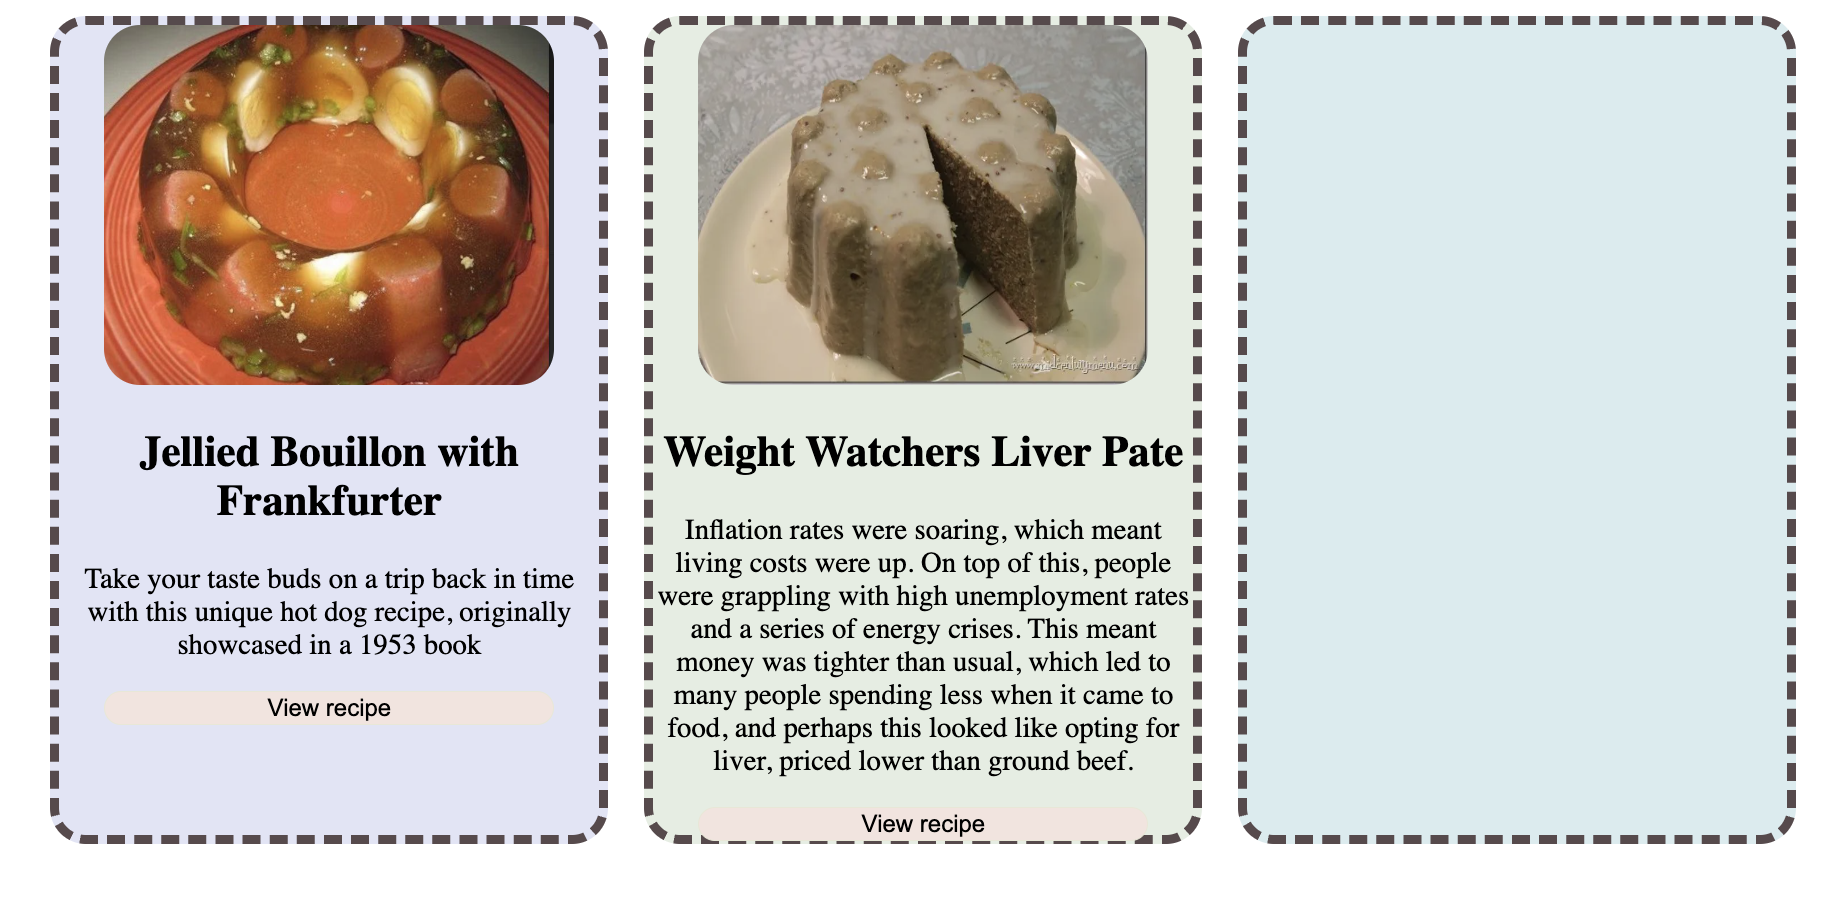 Jellied Bouillon with
Frankfurter
Take your taste buds on a trip back in time
with this unique hot dog recipe, originally
showcased in a 1953 book
View recipe
www.midcenturymenu.com
Weight Watchers Liver Pate
Inflation rates were soaring, which meant
living costs were up. On top of this, people
were grappling with high unemployment rates
and a series of energy crises. This meant
money was tighter than usual, which led to
many people spending less when it came to
food, and perhaps this looked like opting for
liver, priced lower than ground beef.
View recipe